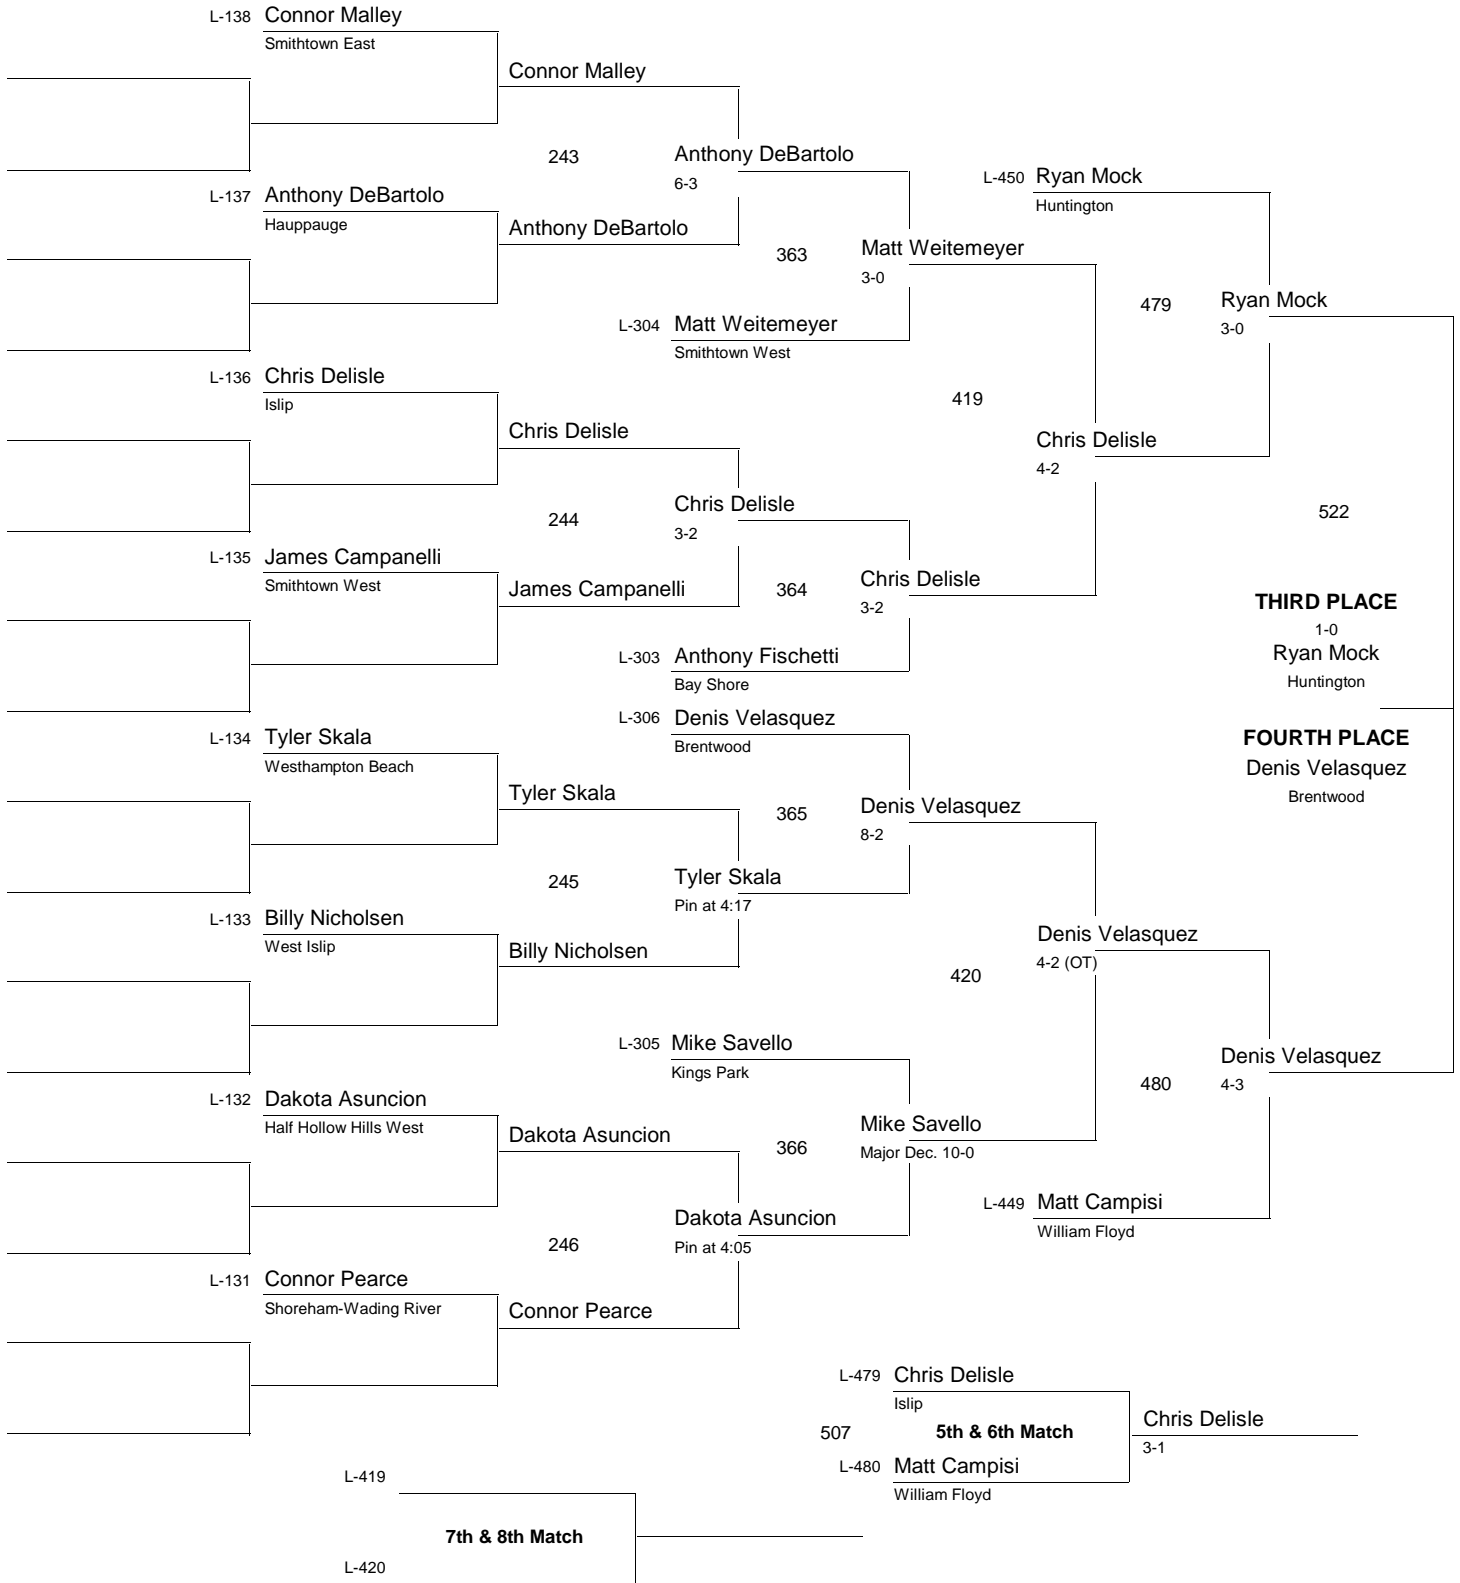 L-138 Connor Malley
Smithtown East
Connor Malley
243 Anthony DeBartolo
6-3
L-450 Ryan Mock
Huntington
L-137 Anthony DeBartolo
Hauppauge
Anthony DeBartolo
363 Matt Weitemeyer
3-0
479 Ryan Mock
3-0
L-304 Matt Weitemeyer
Smithtown West
L-136 Chris Delisle
Islip
419
Chris Delisle
Chris Delisle
4-2
244 Chris Delisle
3-2
522
L-135 James Campanelli
Smithtown West
James Campanelli
364 Chris Delisle
3-2
THIRD PLACE
1-0
Ryan Mock
Huntington
L-303 Anthony Fischetti
Bay Shore
L-306 Denis Velasquez
Brentwood
L-134 Tyler Skala
Westhampton Beach
FOURTH PLACE
Denis Velasquez
Brentwood
Tyler Skala
365 Denis Velasquez
8-2
245 Tyler Skala
Pin at 4:17
L-133 Billy Nicholsen
West Islip
Billy Nicholsen
Denis Velasquez
4-2 (OT)
420
L-305 Mike Savello
Kings Park
Denis Velasquez
480 4-3
L-132 Dakota Asuncion
Half Hollow Hills West
Dakota Asuncion
366 Mike Savello
Major Dec. 10-0
L-449 Matt Campisi
William Floyd
246 Dakota Asuncion
Pin at 4:05
L-131 Connor Pearce
Shoreham-Wading River
Connor Pearce
L-479 Chris Delisle
Islip
507 5th & 6th Match
Chris Delisle
3-1
L-480 Matt Campisi
William Floyd
L-419
7th & 8th Match
L-420